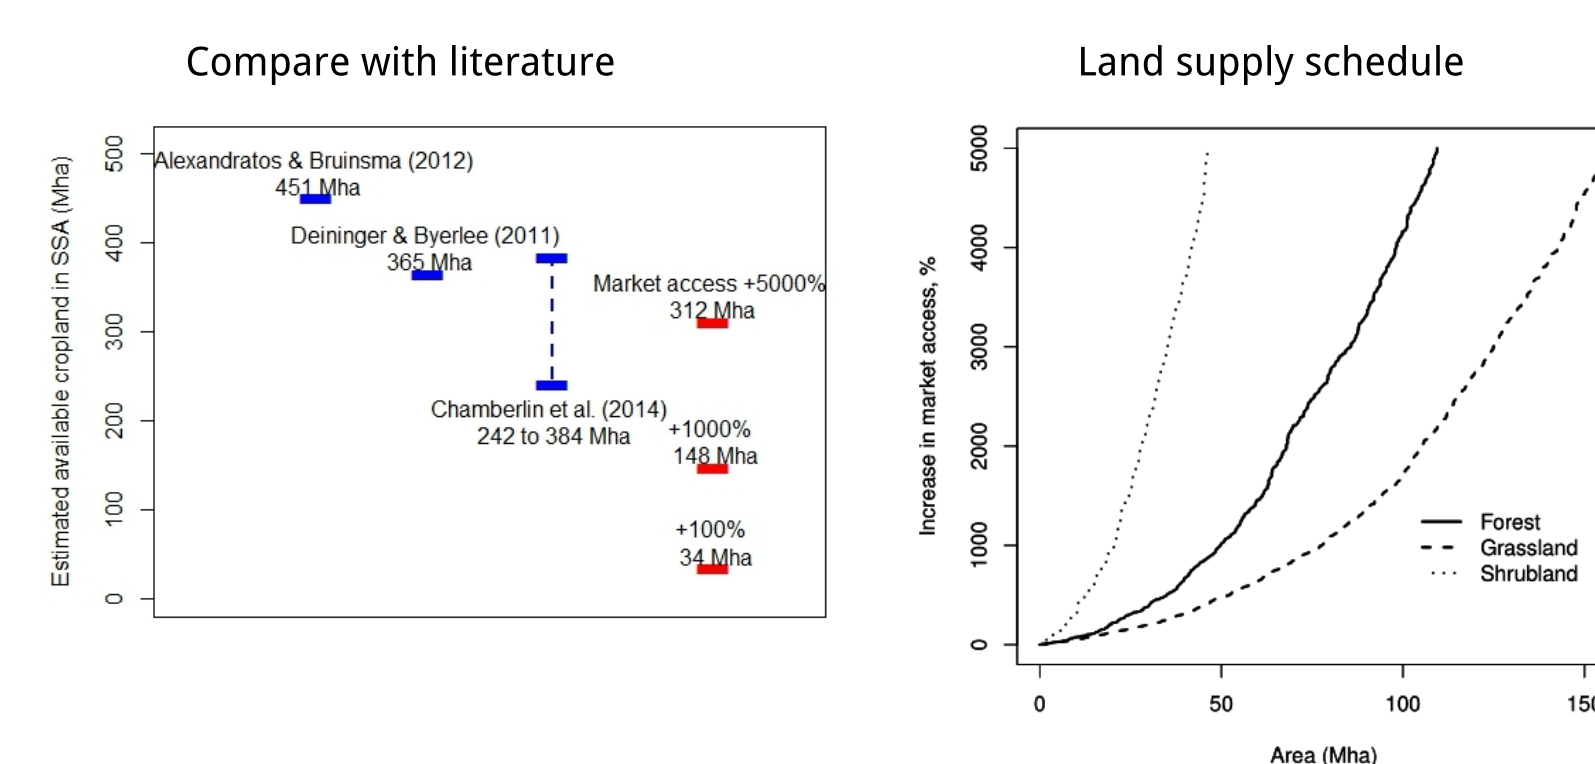 Compare with literature
Estimated available cropland in SSA (Mha)
500
400
300
200
100
0
Alexandratos & Bruinsma (2012)
451 Mha
Deininger & Byerlee (2011)
365 Mha
Market access +5000%
312 Mha
Chamberlin et al. (2014)
242 to 384 Mha
+1000%
148 Mha
+100%
34 Mha
Land supply schedule
Increase in market access, %
5000
4000
3000
2000
1000
0
Forest
Grassland
Shrubland
0 50 100 150
Area (Mha)